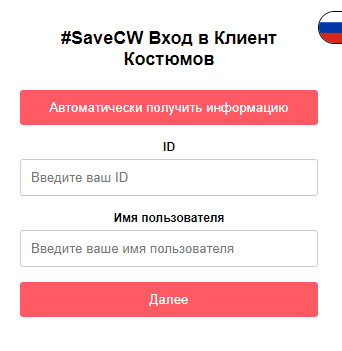 #SaveCW Вход в Клиент
Костюмов
Автоматически получить информацию
ID
Введите ваш ID
Имя пользователя
Введите ваше имя пользователя
Далее